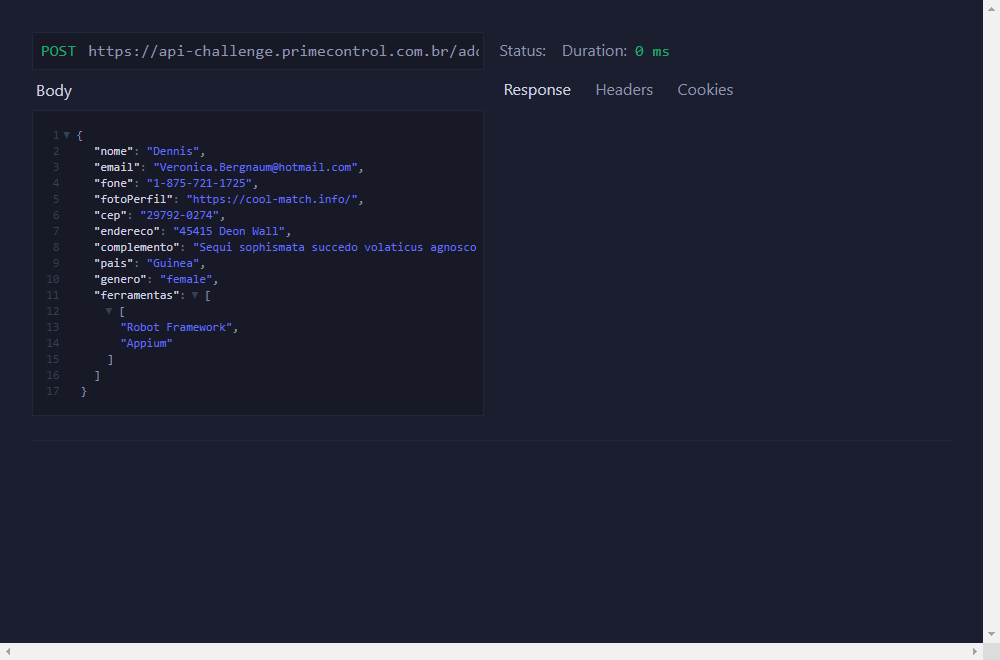 POST https://api-challenge.primecontrol.com.br/add
Status: Duration: 0 ms
Body
Response Headers Cookies
1 {
2 "nome": "Dennis",
3 "email": "Veronica.Bergnaum@hotmail.com",
4 "fone": "1-875-721-1725",
5 "fotoPerfil": "https://cool-match.info/",
6 "cep": "29792-0274",
7 "endereco": "45415 Deon Wall",
8 "complemento": "Sequi sophismata succedo volaticus agnosco
9 "pais": "Guinea",
10 "genero": "female",
11 "ferramentas": [
12 [
13 "Robot Framework",
14 "Appium"
15 ]
16 ]
17 }